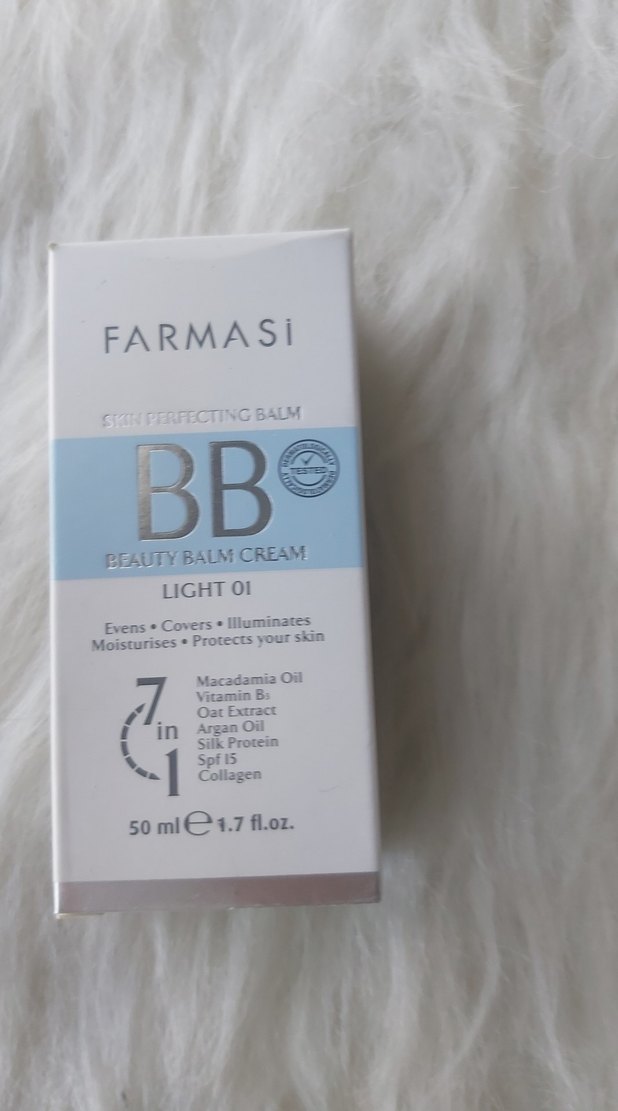 FARMASi
SKIN PERFECTING BALM
BB
DERMATOLOGICALLY
TESTED
DERMATOLOGICALLY
BEAUTY BALM CREAM
LIGHT 01
Evens • Covers • Illuminates
Moisturises • Protects your skin
7 in 1
Macadamia Oil
Vitamin B5
Oat Extract
Argan Oil
Silk Protein
Spf 15
Collagen
50 ml ℮ 1.7 fl.oz.